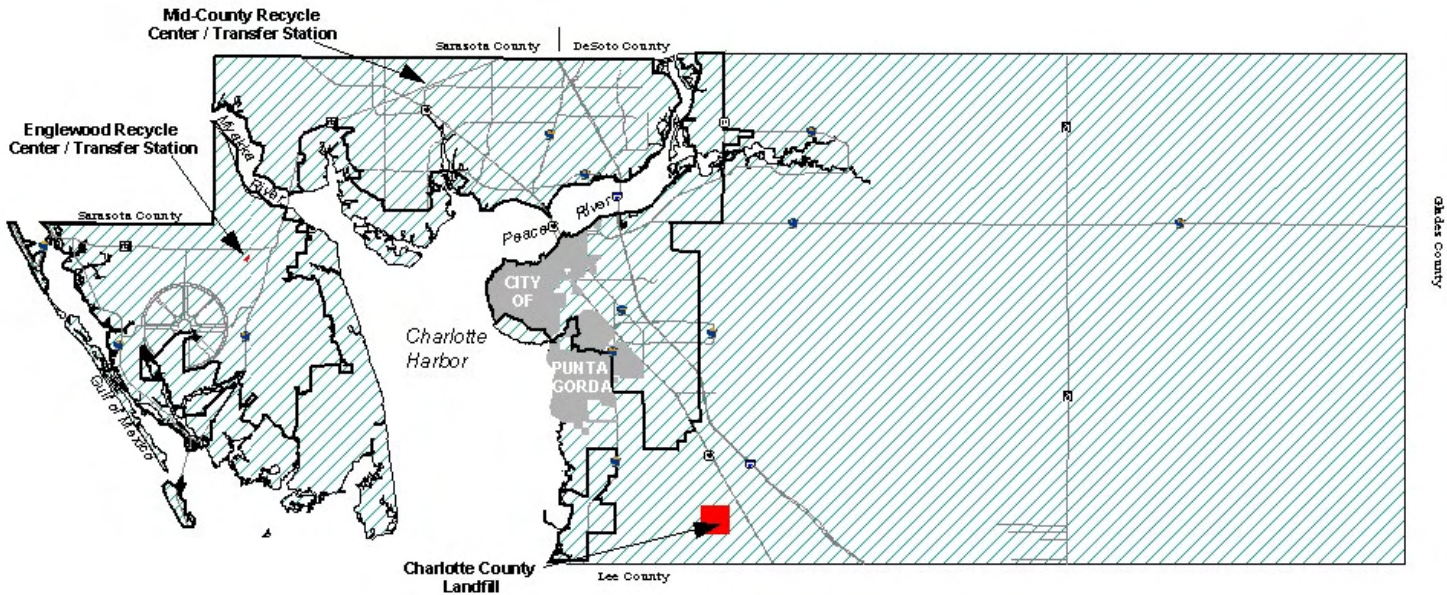 Mid-County Recycle
Center / Transfer Station
Sarasota County
DeSoto County
Englewood Recycle
Center / Transfer Station
Myakka
River
Sarasota County
Peace
River
Glades County
CITY
OF
Charlotte
Harbor
PUNTA
GORDA
Gulf of Mexico
Charlotte County
Landfill
Lee County